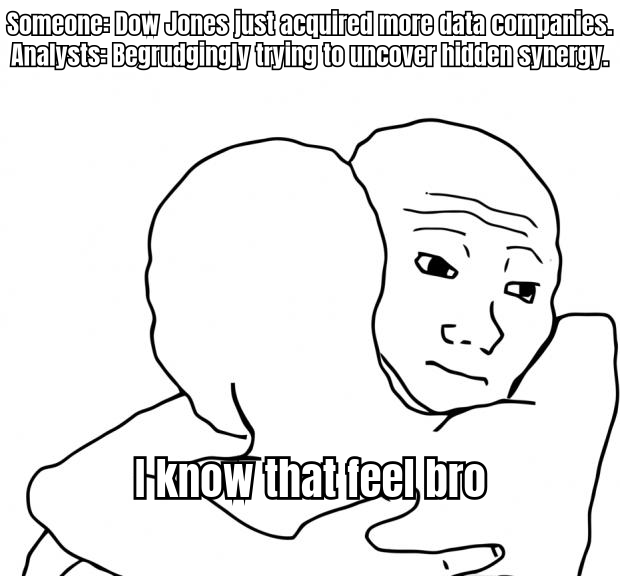 Someone: Dow Jones just acquired more data companies.
Analysts: Begrudgingly trying to uncover hidden synergy.
I know that feel bro